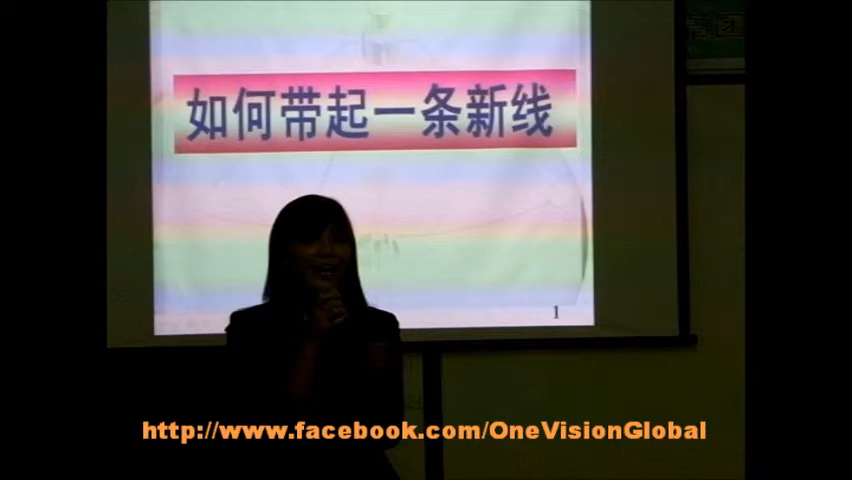 如何带起一条新线
1
http://www.facebook.com/OneVisionGlobal